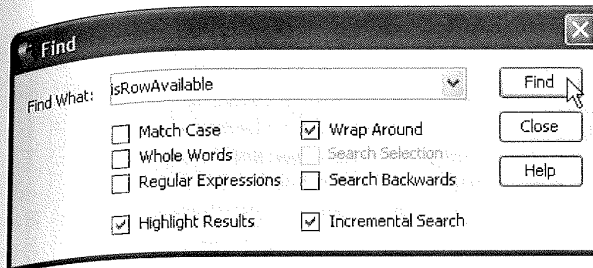 Find
Find What: isRowAvailable Find
Match Case Wrap Around Close
Whole Words Search Selection
Regular Expressions Search Backwards Help
Highlight Results Incremental Search